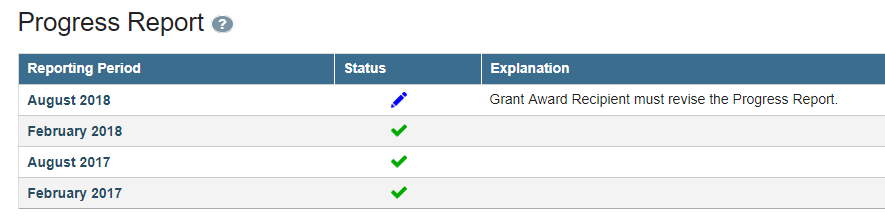 Progress Report ?
Reporting Period Status Explanation
August 2018 Grant Award Recipient must revise the Progress Report.
February 2018
August 2017
February 2017